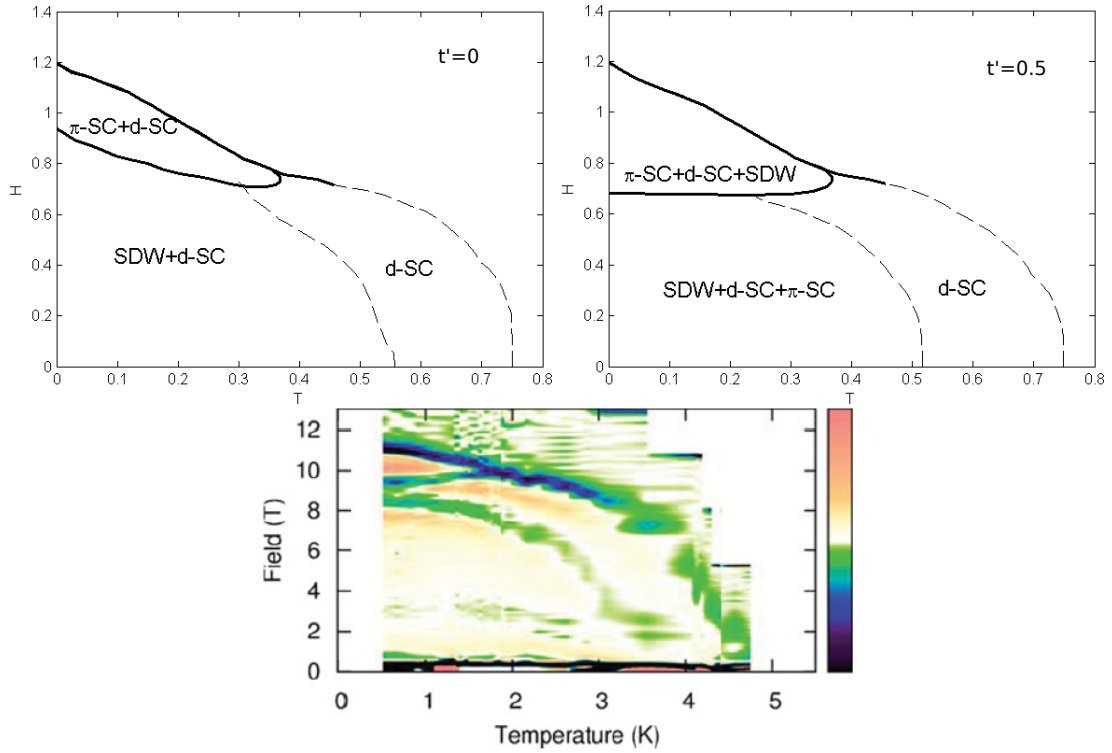 1.4
1.2
1
0.8
0.6
0.4
0.2
0
H
t'=0
π-SC+d-SC
SDW+d-SC
d-SC
0 0.1 0.2 0.3 0.4 0.5 0.6 0.7 0.8
T
1.4
1.2
1
0.8
0.6
0.4
0.2
0
H
t'=0.5
π-SC+d-SC+SDW
SDW+d-SC+π-SC
d-SC
0 0.1 0.2 0.3 0.4 0.5 0.6 0.7 0.8
T
12
10
8
6
4
2
0
Field (T)
0 1 2 3 4 5
Temperature (K)